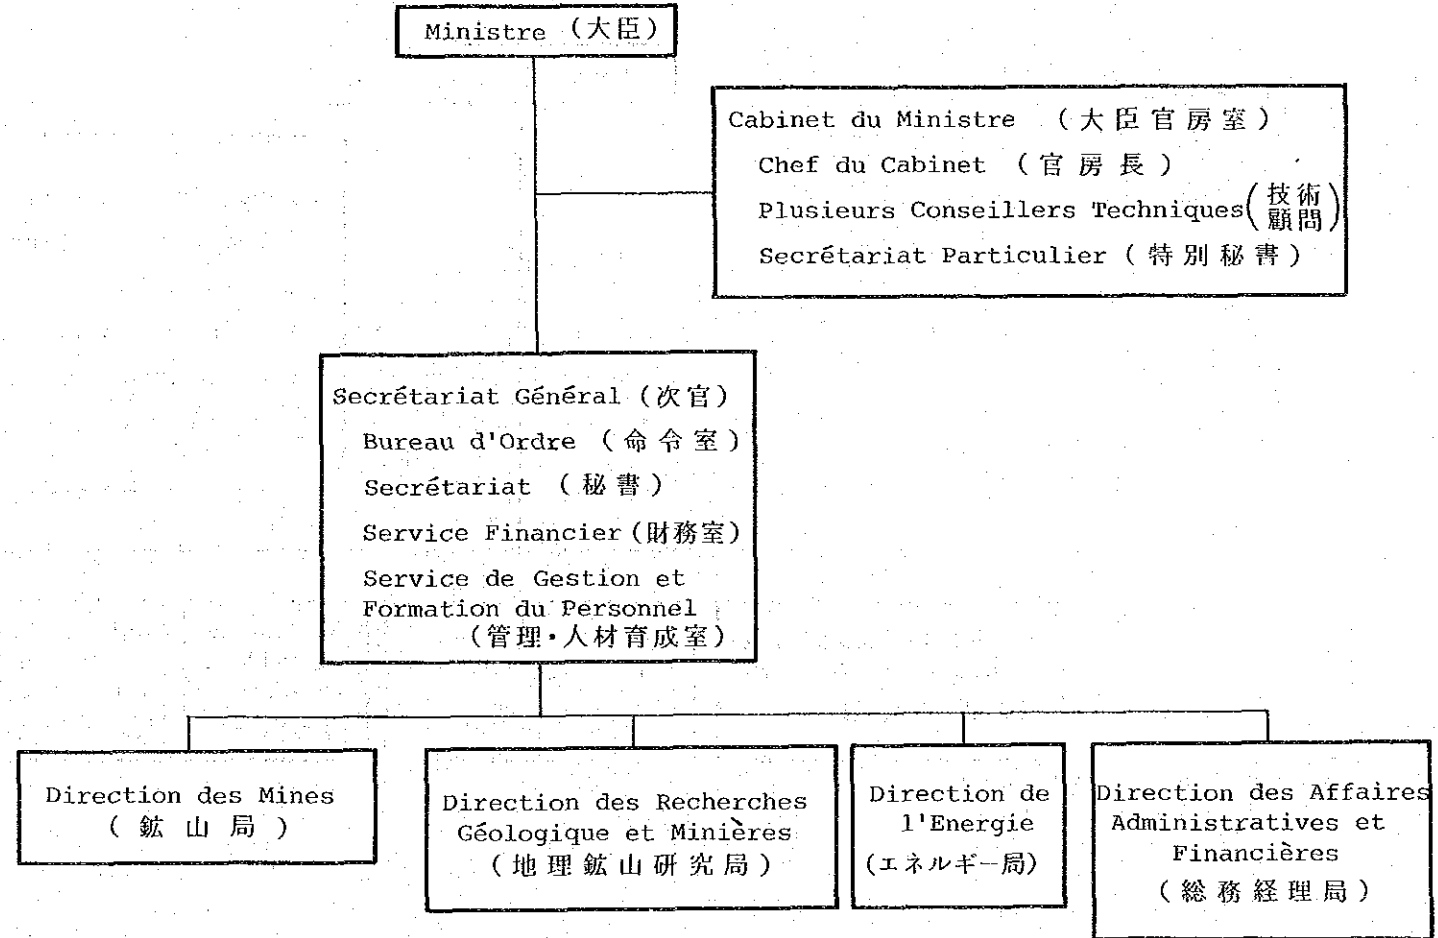 Ministre （大臣）
Cabinet du Ministre （大臣官房室）
Chef du Cabinet （官房長）
Plusieurs Conseillers Techniques（技術
顧問）
Secrétariat Particulier（特別秘書）
Secrétariat Général（次官）
Bureau d'Ordre （命令室）
Secrétariat （秘書）
Service Financier（財務室）
Service de Gestion et
Formation du Personnel
（管理・人材育成室）
Direction des Mines
（鉱山局）
Direction des Recherches
Géologique et Minières
（地理鉱山研究局）
Direction de
l'Energie
（エネルギー局）
Direction des Affaires
Administratives et
Financières
（総務経理局）